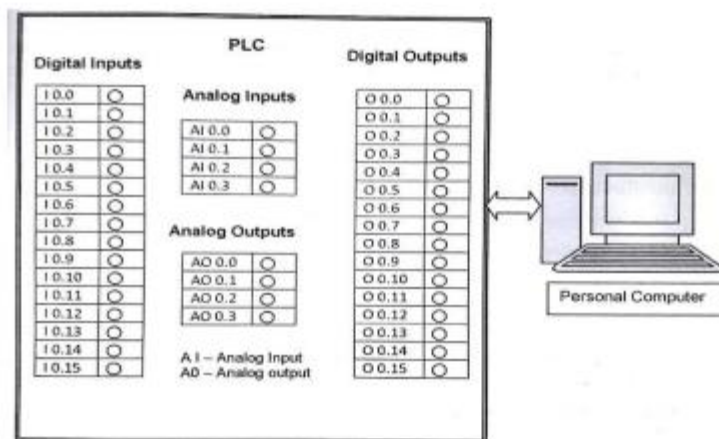 PLC
Digital Inputs
I 0.0
I 0.1
I 0.2
I 0.3
I 0.4
I 0.5
I 0.6
I 0.7
I 0.8
I 0.9
I 0.10
I 0.11
I 0.12
I 0.13
I 0.14
I 0.15
Analog Inputs
AI 0.0
AI 0.1
AI 0.2
AI 0.3
Analog Outputs
AO 0.0
AO 0.1
AO 0.2
AO 0.3
A I – Analog Input
A0 – Analog output
Digital Outputs
O 0.0
O 0.1
O 0.2
O 0.3
O 0.4
O 0.5
O 0.6
O 0.7
O 0.8
O 0.9
O 0.10
O 0.11
O 0.12
O 0.13
O 0.14
O 0.15
Personal Computer